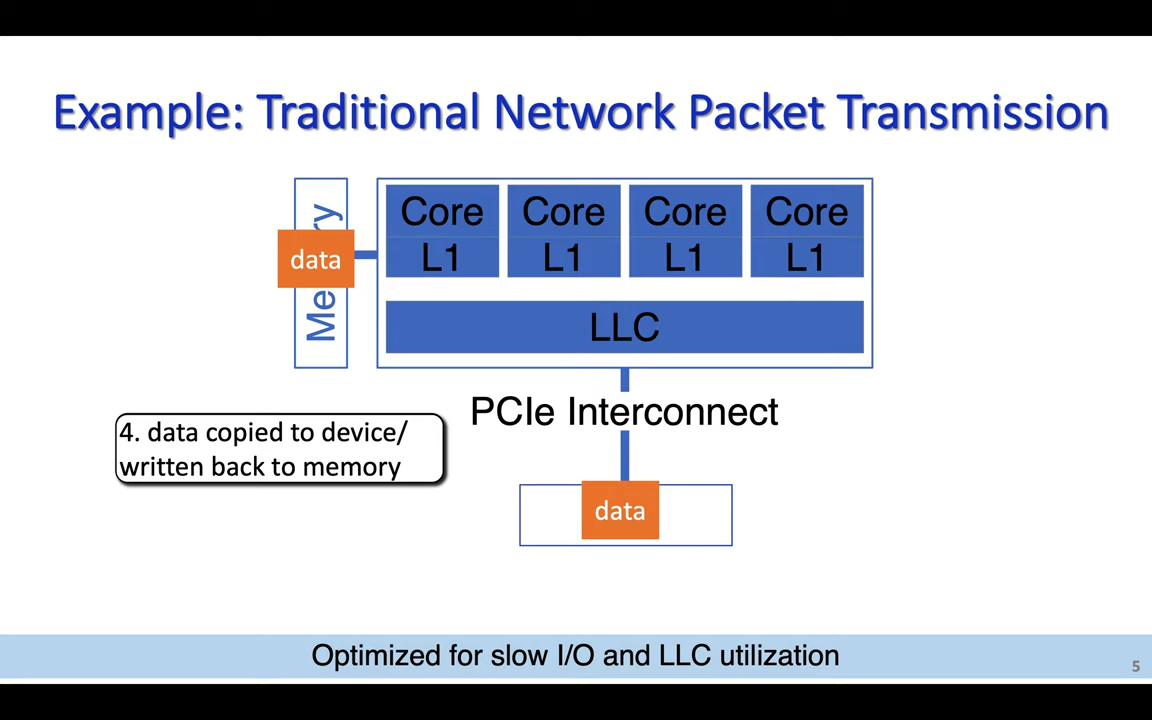 Example: Traditional Network Packet Transmission
Core Core Core Core
L1 L1 L1 L1
data
LLC
PCIe Interconnect
4. data copied to device/
written back to memory
data
Optimized for slow I/O and LLC utilization
5